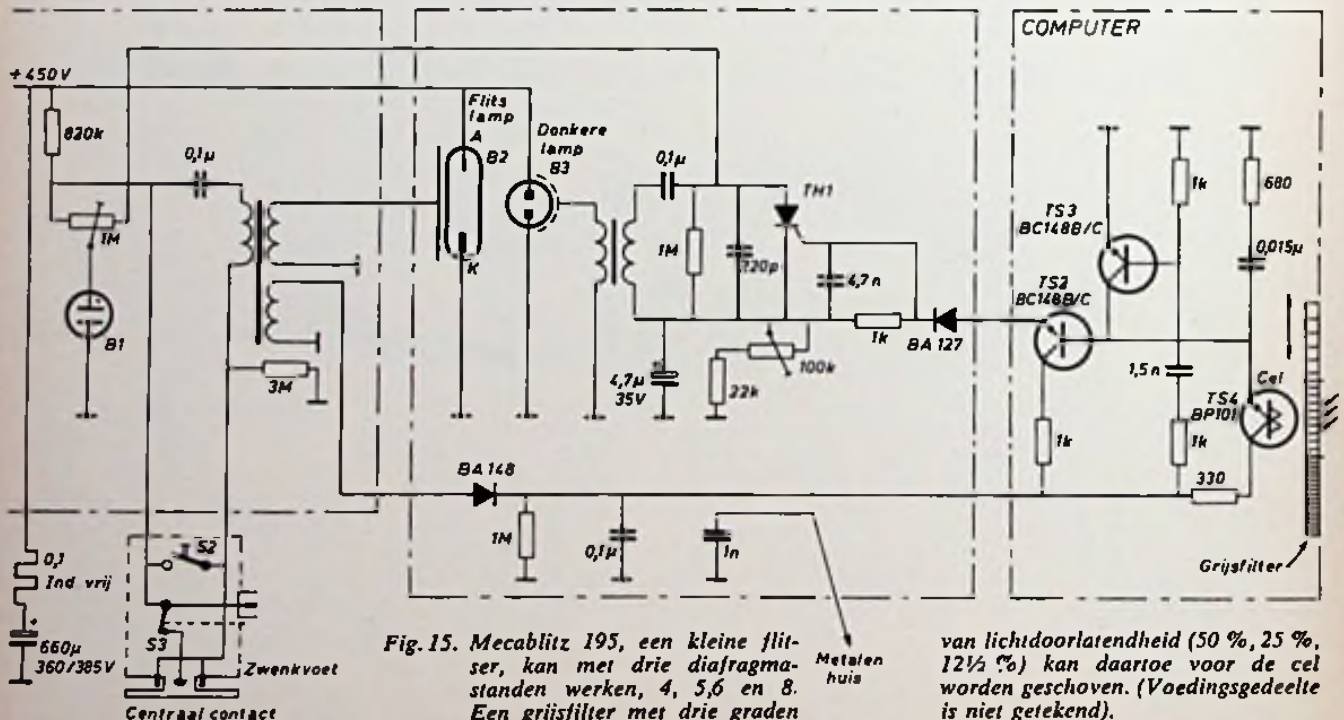 COMPUTER
+450V
820k
0,1µ
1M
B1
Flits
lamp
A
B2
K
Donkere
lamp
B3
0,1µ
1M
TH1
4,7n
1k
BA 127
100k
22k
4,7µ
35V
3M
TS3
BC148B/C
1k
680
0,015µ
TS2
BC148B/C
1,5n
Cel
TS4
BP101
1k
1k
330
Grijsfilter
BA 148
1M
0,1µ
1n
Metalen
huis
0,1
Ind vrij
660µ
360/385V
S2
S3
Zwenkvoet
Centraal contact
Fig. 15. Mecablitz 195, een kleine flit-
ser, kan met drie diafragma-
standen werken, 4, 5,6 en 8.
Een grijsfilter met drie graden
van lichtdoorlatendheid (50 %, 25 %,
12½ %) kan daartoe voor de cel
worden geschoven. (Voedingsgedeelte
is niet getekend).